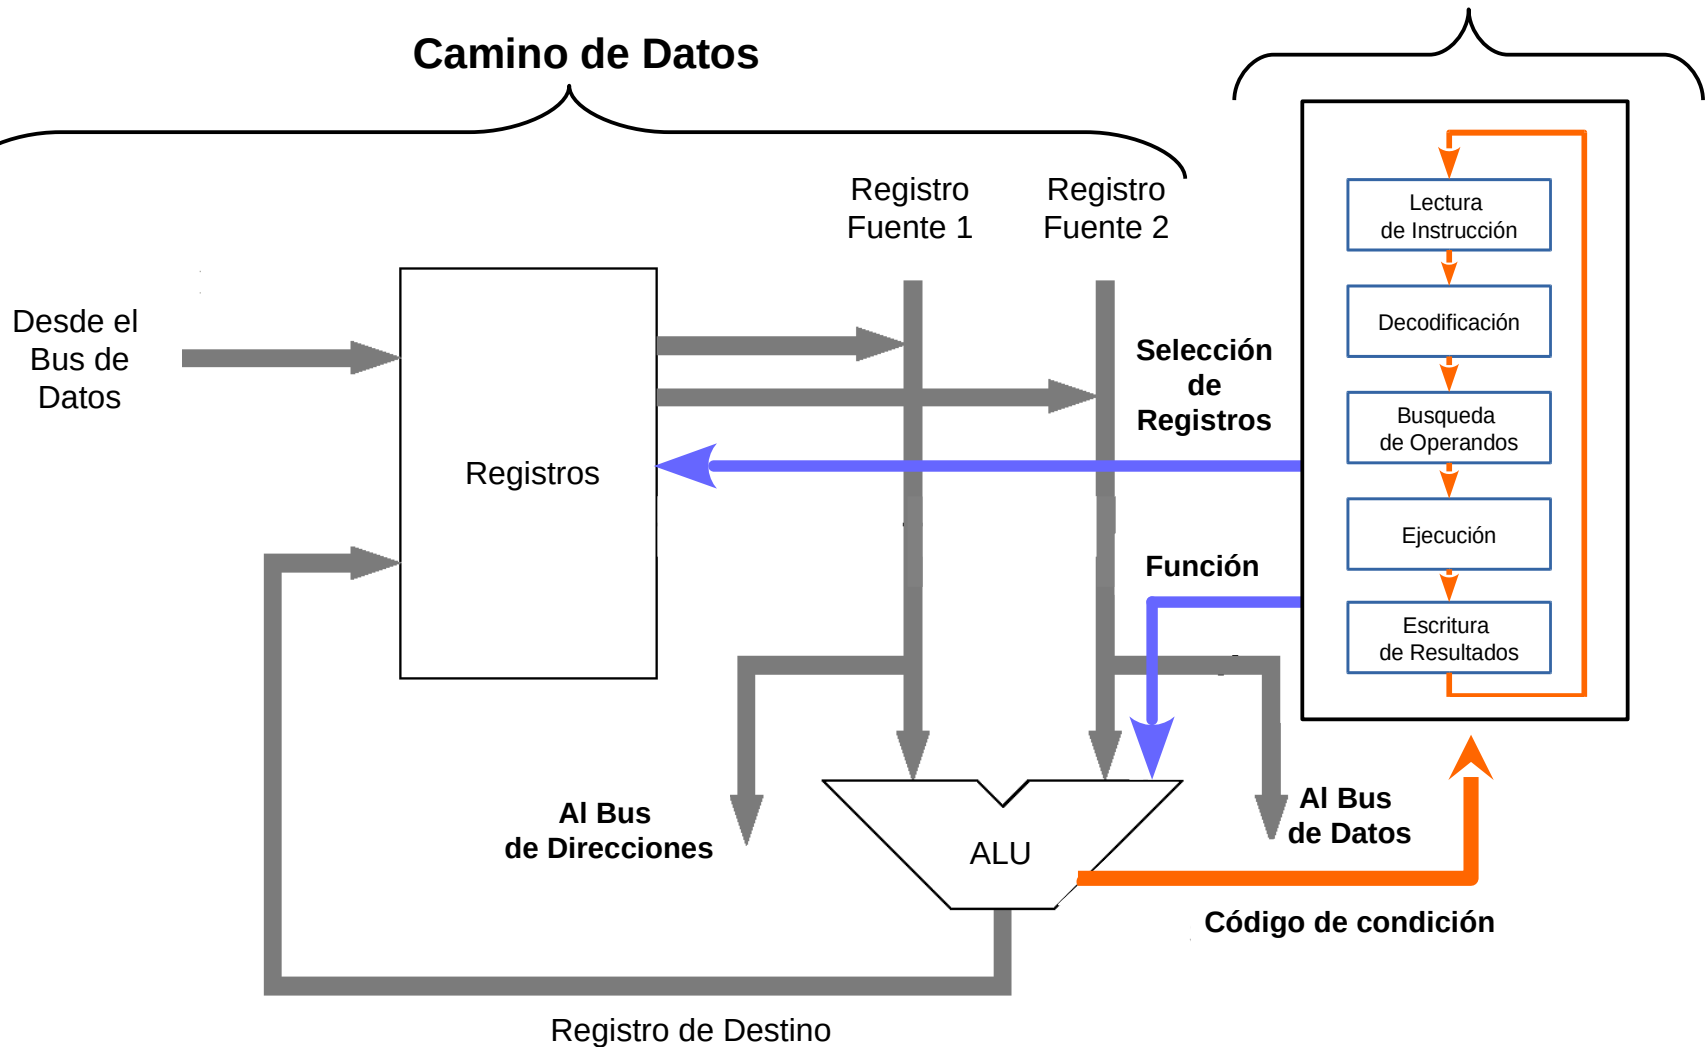 Camino de Datos
Registro
Fuente 1
Registro
Fuente 2
Desde el
Bus de
Datos
Registros
Selección
de
Registros
Función
Lectura
de Instrucción
Decodificación
Busqueda
de Operandos
Ejecución
Escritura
de Resultados
Al Bus
de Direcciones
ALU
Al Bus
de Datos
Código de condición
Registro de Destino